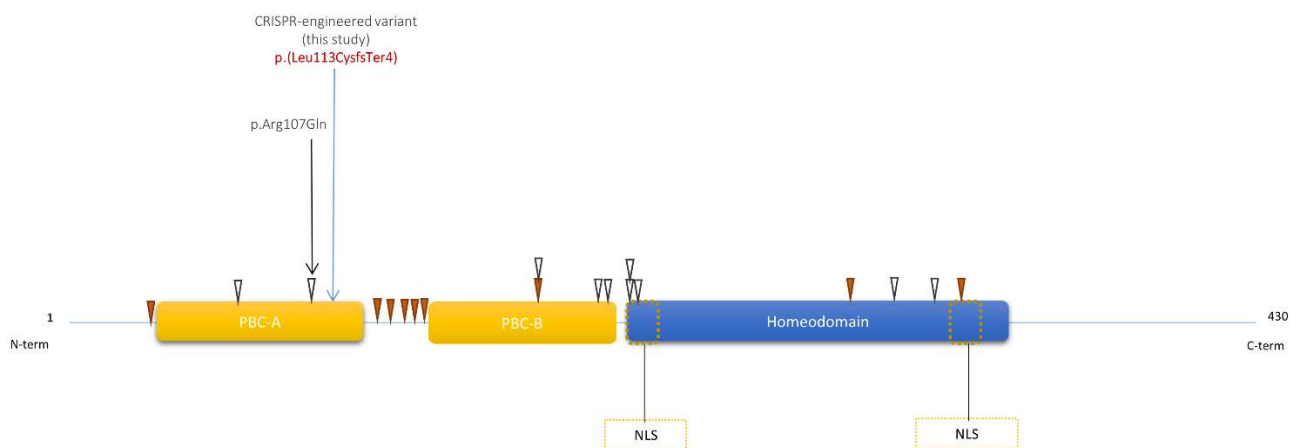 CRISPR-engineered variant
(this study)
p.(Leu113CysfsTer4)
p.Arg107Gln
1
PBC-A
PBC-B
Homeodomain
430
N-term
C-term
NLS
NLS